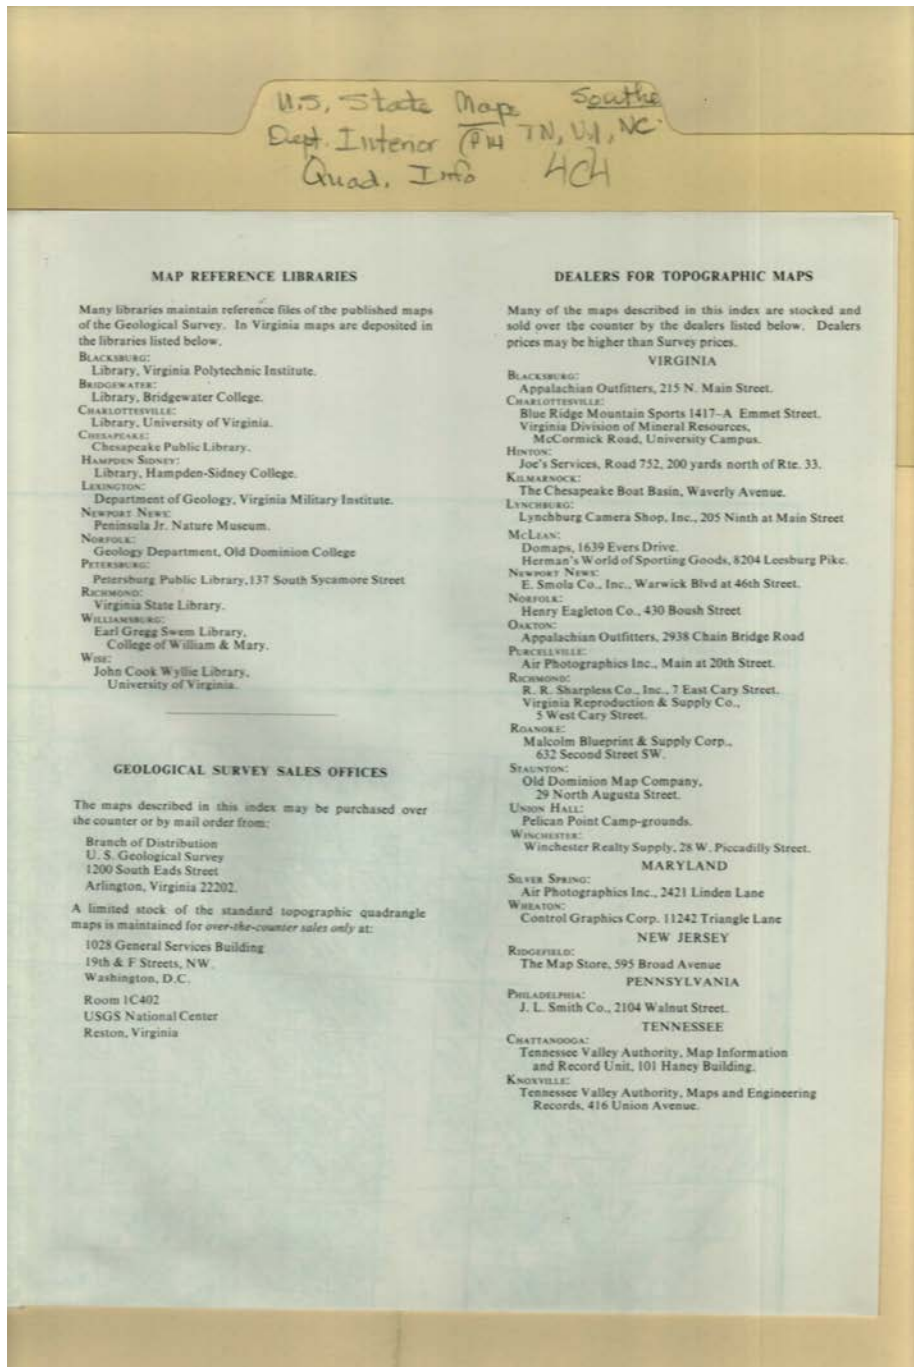 U.S. State Map Southe
Dept. Interior TN, VA, NC
Quad. Info 404
MAP REFERENCE LIBRARIES
Many libraries maintain reference files of the published maps
of the Geological Survey. In Virginia maps are deposited in
the libraries listed below.
BLACKSBURG:
Library, Virginia Polytechnic Institute.
BRIDGEWATER:
Library, Bridgewater College.
CHARLOTTESVILLE:
Library, University of Virginia.
CHESAPEAKE:
Chesapeake Public Library.
HAMPDEN SIDNEY:
Library, Hampden-Sidney College.
LEXINGTON:
Department of Geology, Virginia Military Institute.
NEWPORT NEWS:
Peninsula Jr. Nature Museum.
NORFOLK:
Geology Department, Old Dominion College
PETERSBURG:
Petersburg Public Library, 137 South Sycamore Street
RICHMOND:
Virginia State Library.
WILLIAMSBURG:
Earl Gregg Swem Library,
College of William & Mary.
WISE:
John Cook Wyllie Library,
University of Virginia.
GEOLOGICAL SURVEY SALES OFFICES
The maps described in this index may be purchased over
the counter or by mail order from:
Branch of Distribution
U. S. Geological Survey
1200 South Eads Street
Arlington, Virginia 22202.
A limited stock of the standard topographic quadrangle
maps is maintained for over-the-counter sales only at:
1028 General Services Building
19th & F Streets, NW.
Washington, D.C.
Room 1C402
USGS National Center
Reston, Virginia
DEALERS FOR TOPOGRAPHIC MAPS
Many of the maps described in this index are stocked and
sold over the counter by the dealers listed below. Dealers
prices may be higher than Survey prices.
VIRGINIA
BLACKSBURG:
Appalachian Outfitters, 215 N. Main Street.
CHARLOTTESVILLE:
Blue Ridge Mountain Sports 1417-A Emmet Street.
Virginia Division of Mineral Resources,
McCormick Road, University Campus.
HINTON:
Joe's Services, Road 752, 200 yards north of Rte. 33.
KILMARNOCK:
The Chesapeake Boat Basin, Waverly Avenue.
LYNCHBURG:
Lynchburg Camera Shop, Inc., 205 Ninth at Main Street
MCLEAN:
Domaps, 1639 Evers Drive.
Herman's World of Sporting Goods, 8204 Leesburg Pike.
NEWPORT NEWS:
E. Smola Co., Inc., Warwick Blvd at 46th Street.
NORFOLK:
Henry Eagleton Co., 430 Boush Street
OAKTON:
Appalachian Outfitters, 2938 Chain Bridge Road
PURCELLVILLE:
Air Photographics Inc., Main at 20th Street.
RICHMOND:
R. R. Sharpless Co., Inc., 7 East Cary Street.
Virginia Reproduction & Supply Co.,
5 West Cary Street.
ROANOKE:
Malcolm Blueprint & Supply Corp.,
632 Second Street SW.
STAUNTON:
Old Dominion Map Company,
29 North Augusta Street.
UNION HALL:
Pelican Point Camp-grounds.
WINCHESTER:
Winchester Realty Supply, 28 W. Piccadilly Street.
MARYLAND
SILVER SPRING:
Air Photographics Inc., 2421 Linden Lane
WHEATON:
Control Graphics Corp. 11242 Triangle Lane
NEW JERSEY
RIDGEFIELD:
The Map Store, 595 Broad Avenue
PENNSYLVANIA
PHILADELPHIA:
J. L. Smith Co., 2104 Walnut Street.
TENNESSEE
CHATTANOOGA:
Tennessee Valley Authority, Map Information
and Record Unit, 101 Haney Building.
KNOXVILLE:
Tennessee Valley Authority, Maps and Engineering
Records, 416 Union Avenue.